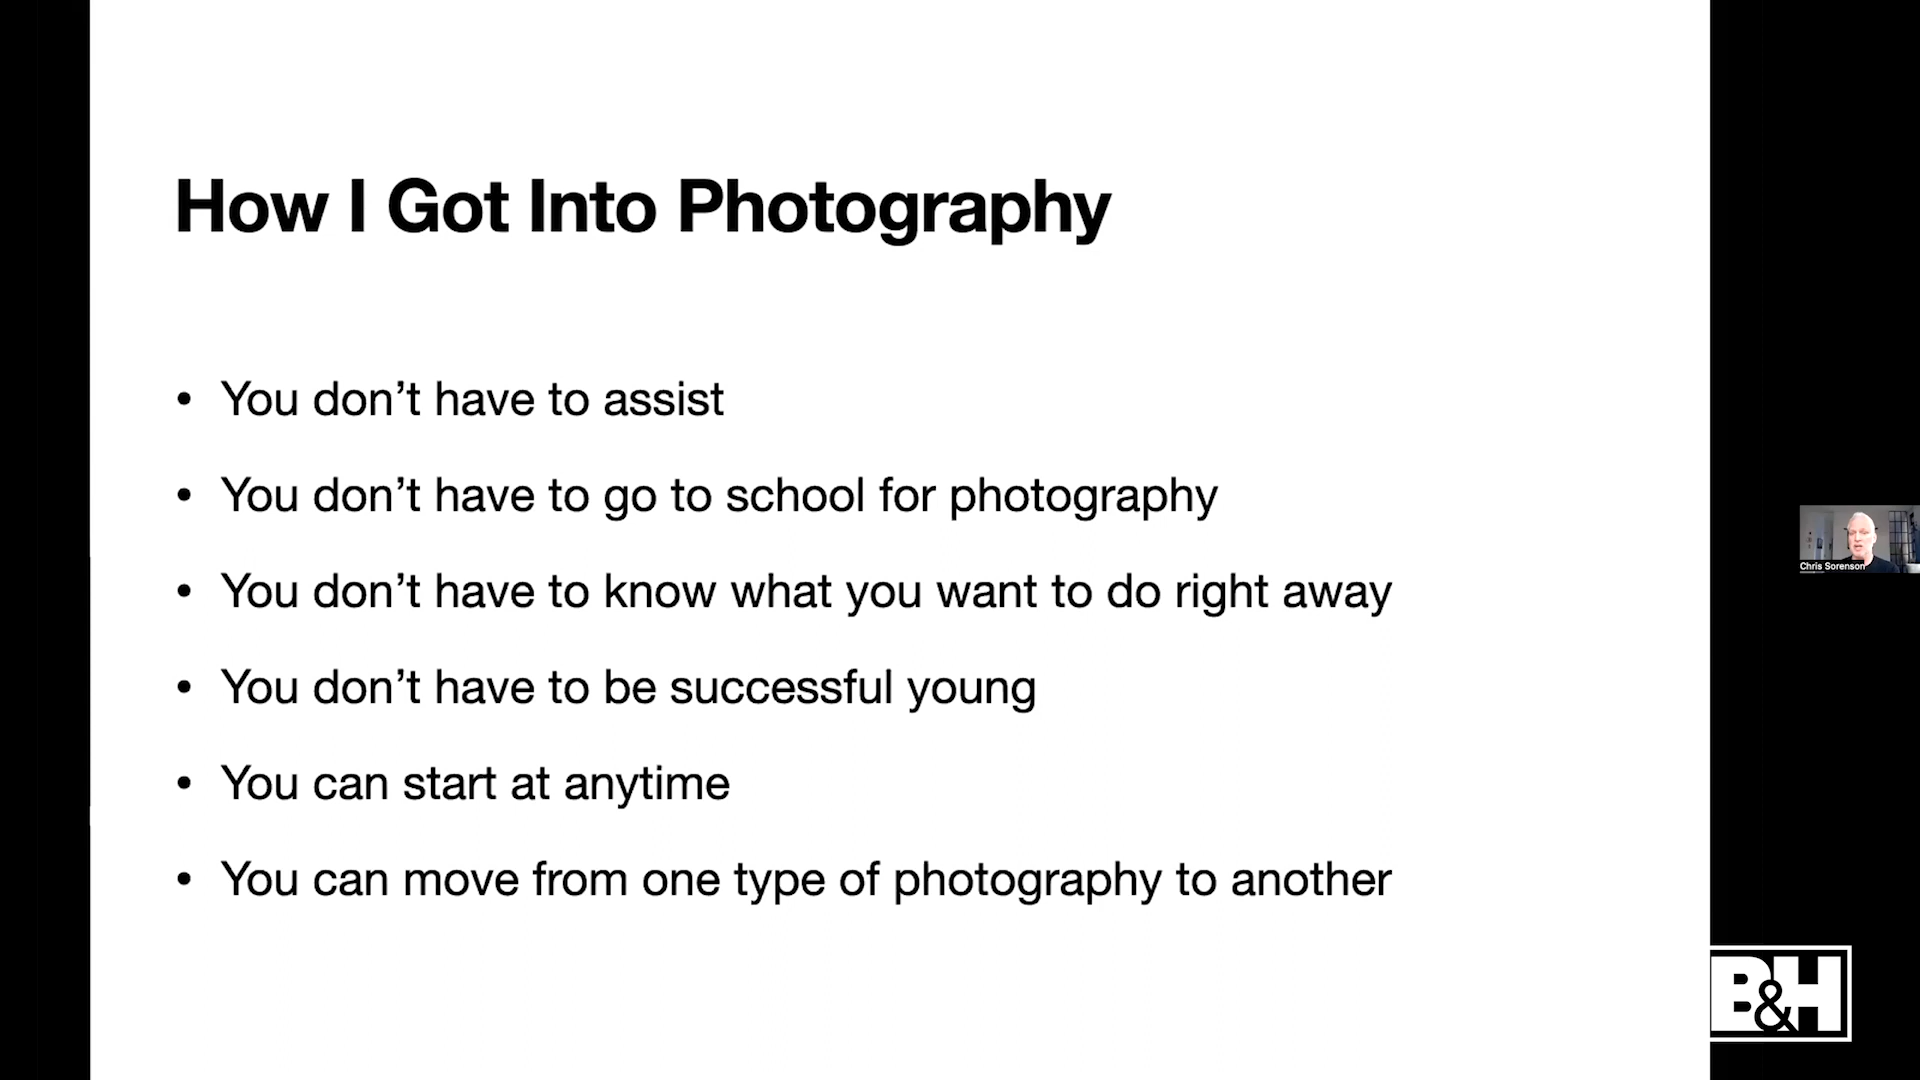 How I Got Into Photography
• You don’t have to assist
• You don’t have to go to school for photography
• You don’t have to know what you want to do right away
• You don’t have to be successful young
• You can start at anytime
• You can move from one type of photography to another
Chris Sorenson
B&H